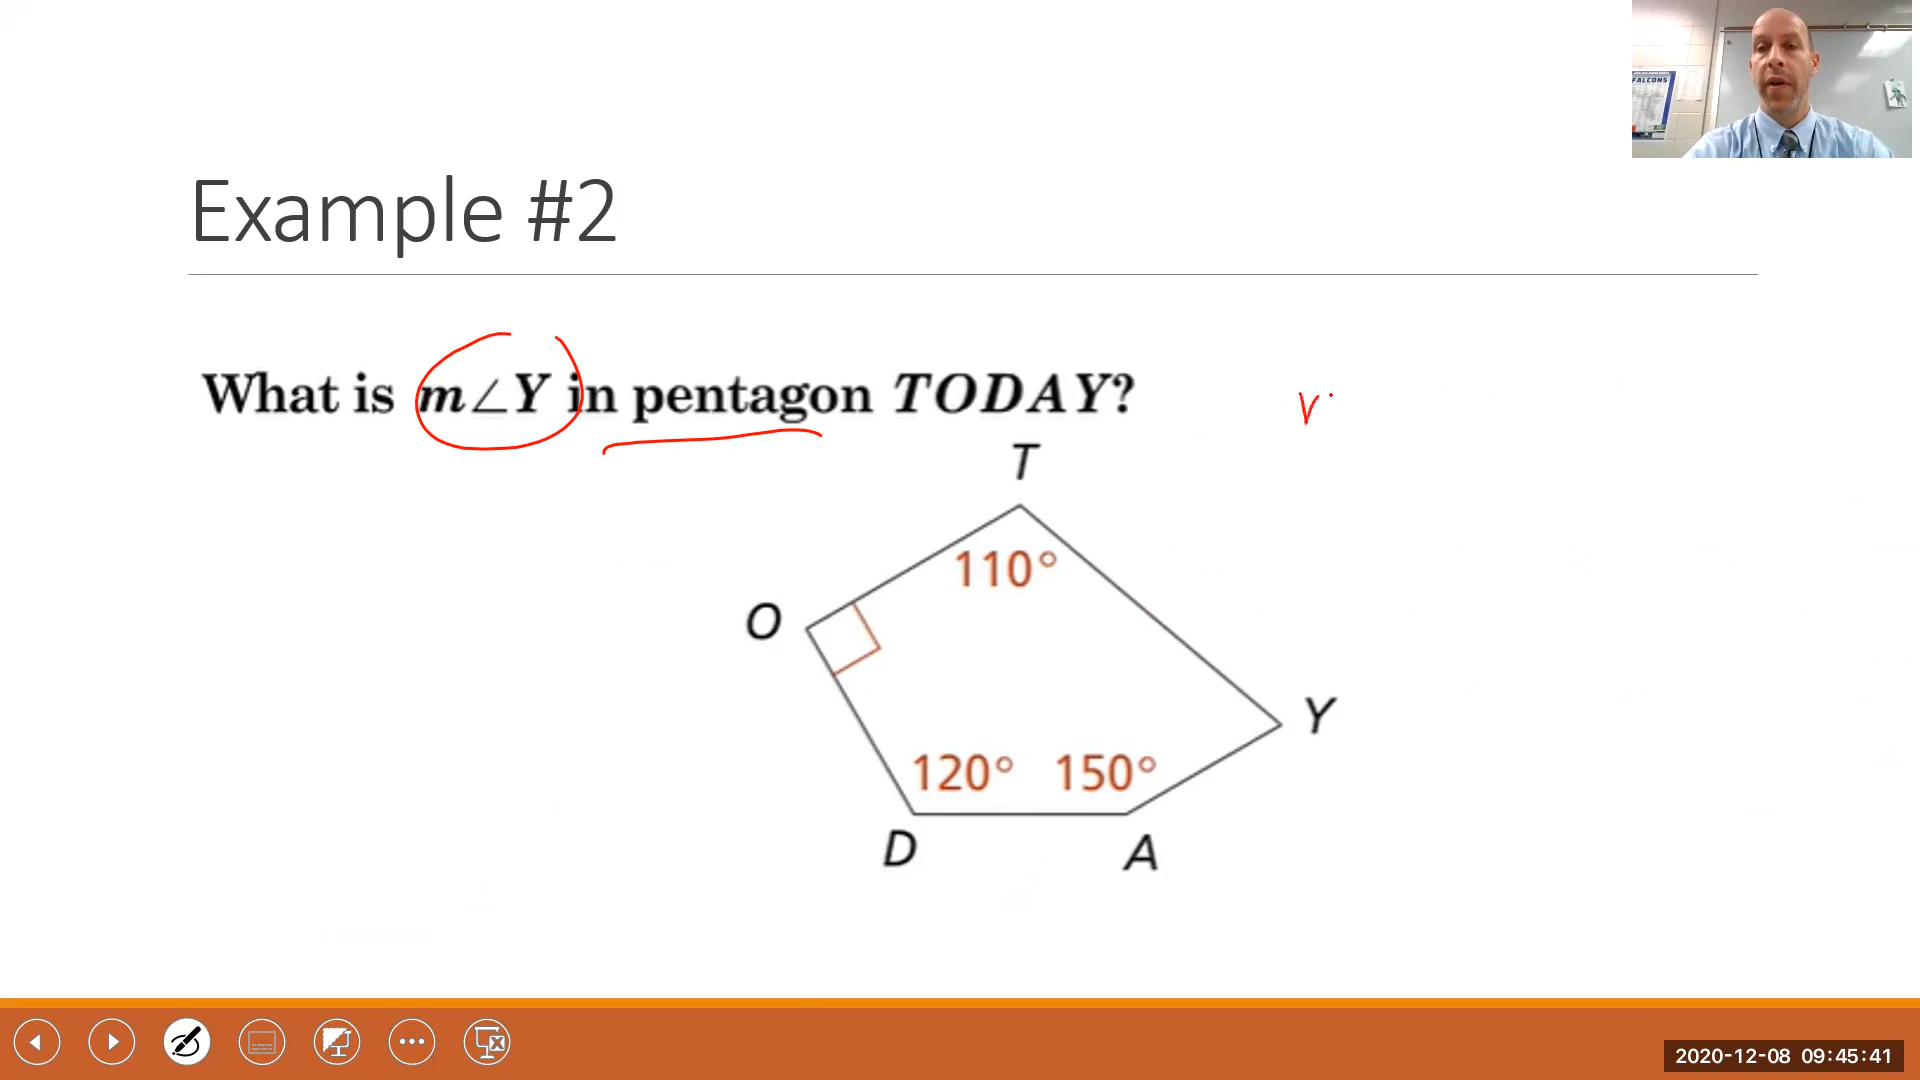 FALCONS
Example #2
What is m∠Y in pentagon TODAY?
T
110°
O
Y
120° 150°
D
A
2020-12-08 09:45:41